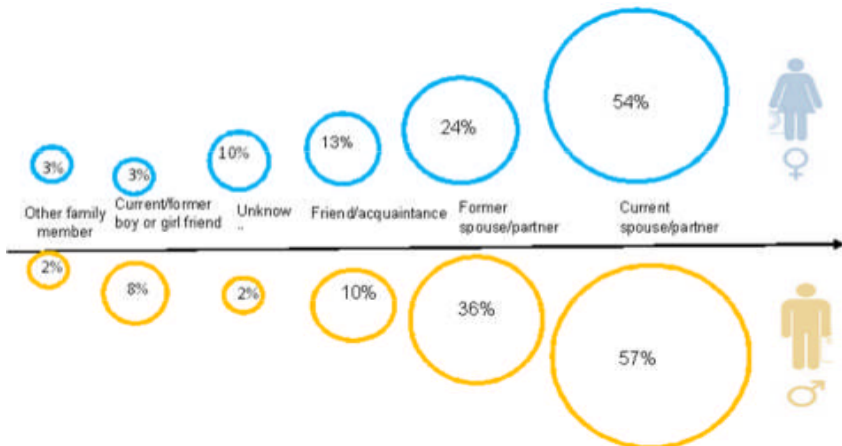 3%
3%
10%
13%
24%
54%
Other family
member
Current/former
boy or girl friend
Unknow
..
Friend/acquaintance
Former
spouse/partner
Current
spouse/partner
2%
8%
2%
10%
36%
57%